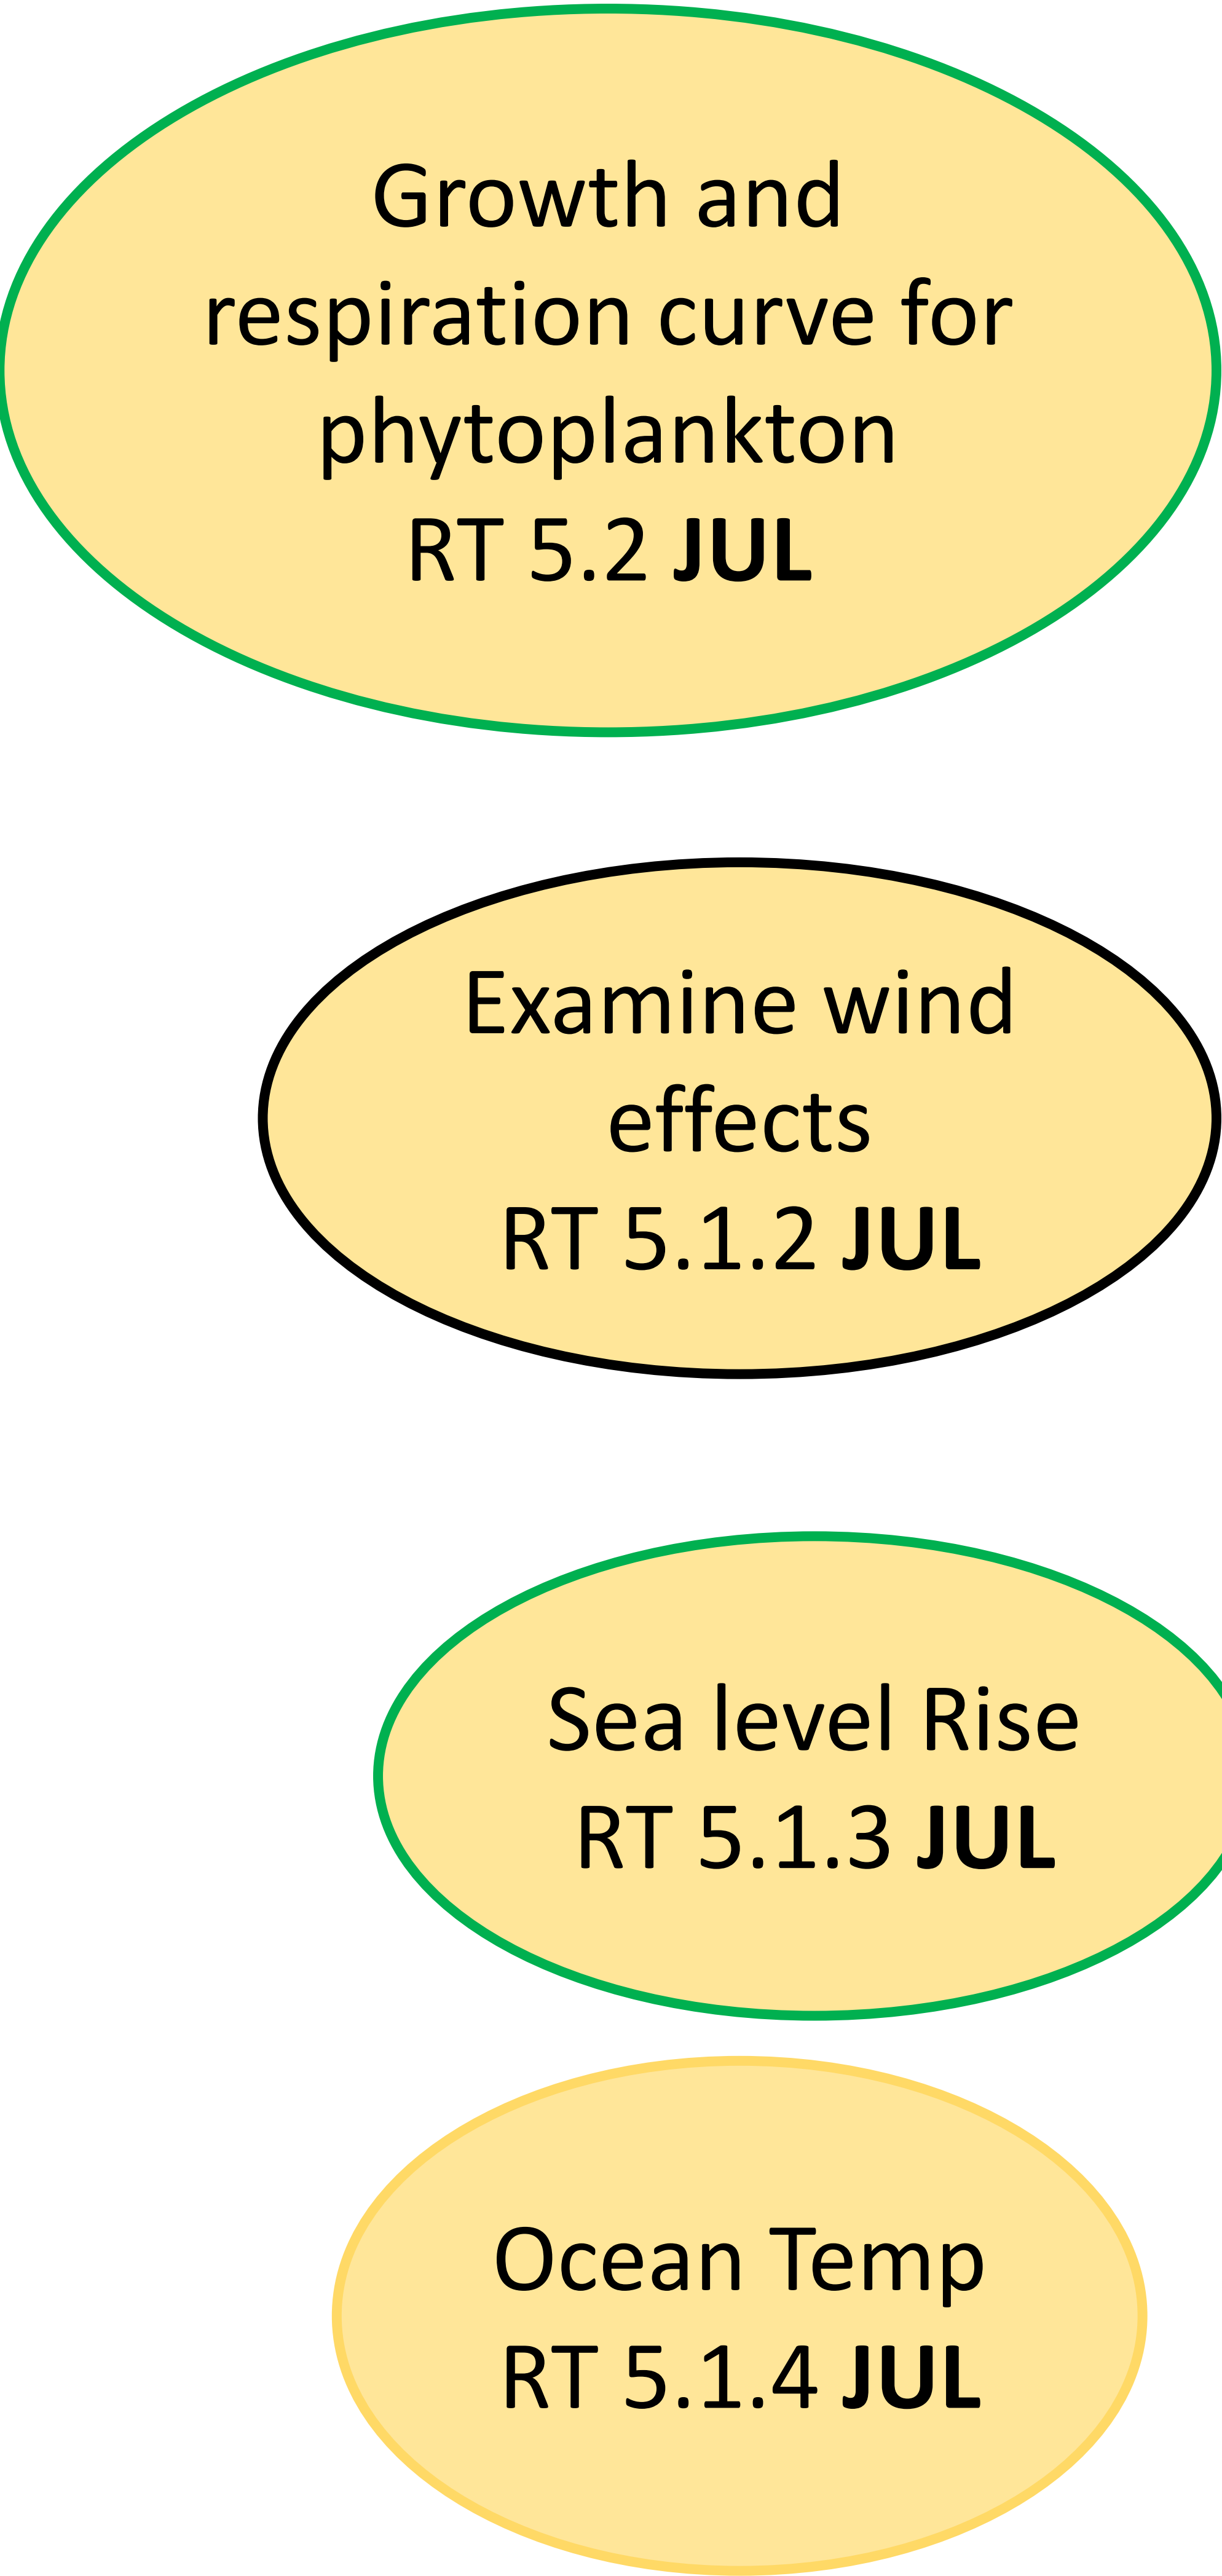 Growth and
respiration curve for
phytoplankton
RT 5.2 JUL
Examine wind
effects
RT 5.1.2 JUL
Sea level Rise
RT 5.1.3 JUL
Ocean Temp
RT 5.1.4 JUL